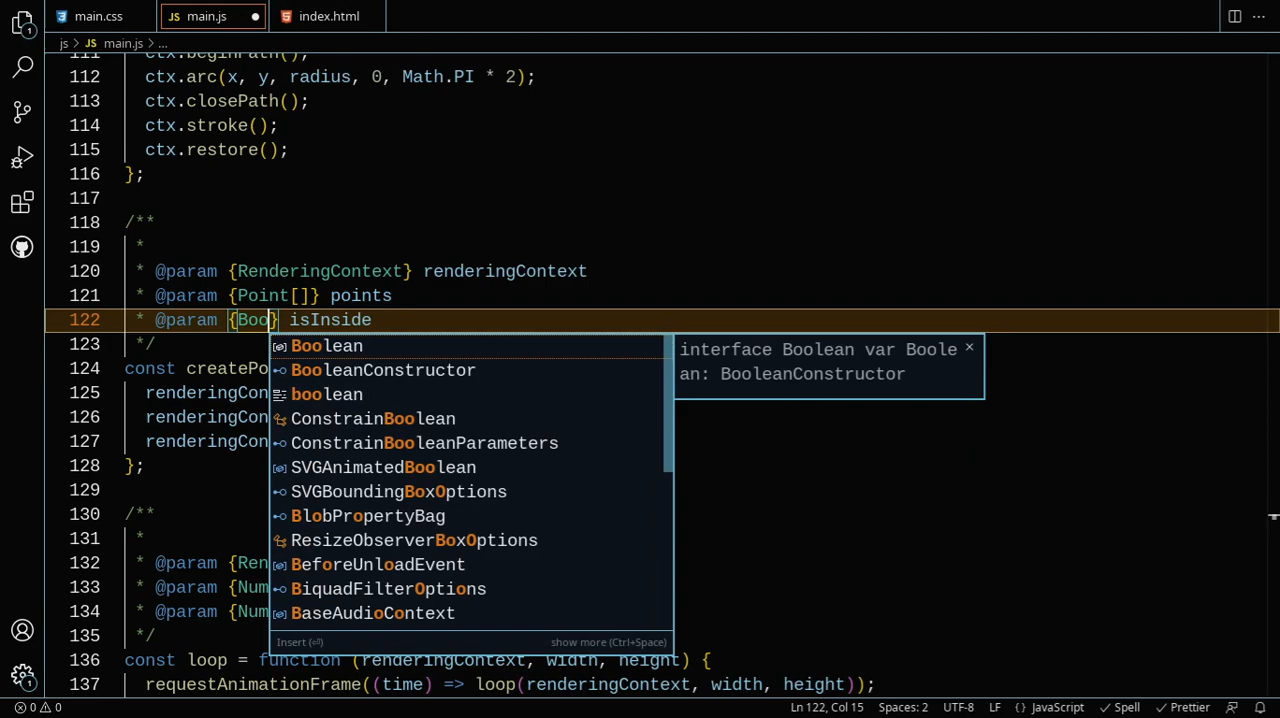 main.css
JS main.js
index.html
js > JS main.js > ...
111 ctx.beginPath();
112 ctx.arc(x, y, radius, 0, Math.PI * 2);
113 ctx.closePath();
114 ctx.stroke();
115 ctx.restore();
116 };
117
118 /**
119 *
120 * @param {RenderingContext} renderingContext
121 * @param {Point[]} points
122 * @param {Boo} isInside
123 */
124 const createPo
125 renderingCon
126 renderingCon
127 renderingCon
128 };
129
130 /**
131 *
132 * @param {Ren
133 * @param {Num
134 * @param {Num
135 */
136 const loop = function (renderingContext, width, height) {
137 requestAnimationFrame((time) => loop(renderingContext, width, height));
Boolean
BooleanConstructor
boolean
ConstrainBoolean
ConstrainBooleanParameters
SVGAnimatedBoolean
SVGBoundingBoxOptions
BlobPropertyBag
ResizeObserverBoxOptions
BeforeUnloadEvent
BiquadFilterOptions
BaseAudioContext
Insert (⏎) show more (Ctrl+Space)
interface Boolean var Boole
an: BooleanConstructor
1
1
0 0 Ln 122, Col 15 Spaces: 2 UTF-8 LF {} JavaScript Spell Prettier